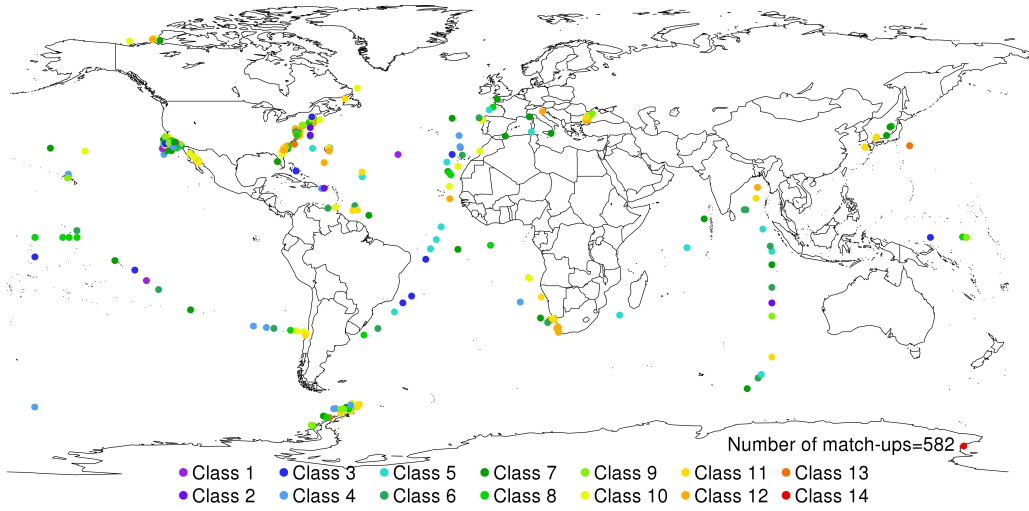 Number of match-ups=582
Class 1 Class 3 Class 5 Class 7 Class 9 Class 11 Class 13
Class 2 Class 4 Class 6 Class 8 Class 10 Class 12 Class 14